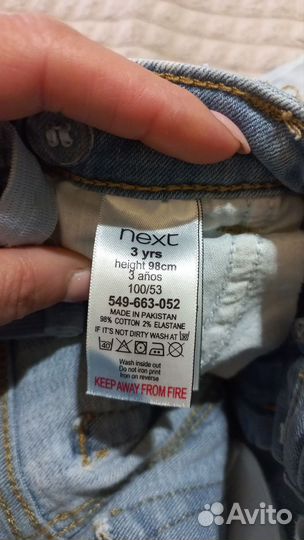 next
3 yrs
height 98cm
3 años
100/53
549-663-052
MADE IN PAKISTAN
98% COTTON 2% ELASTANE
IF IT'S NOT DIRTY WASH AT 30
40
Wash inside out
Do not iron print
Iron on reverse
KEEP AWAY FROM FIRE
Avito